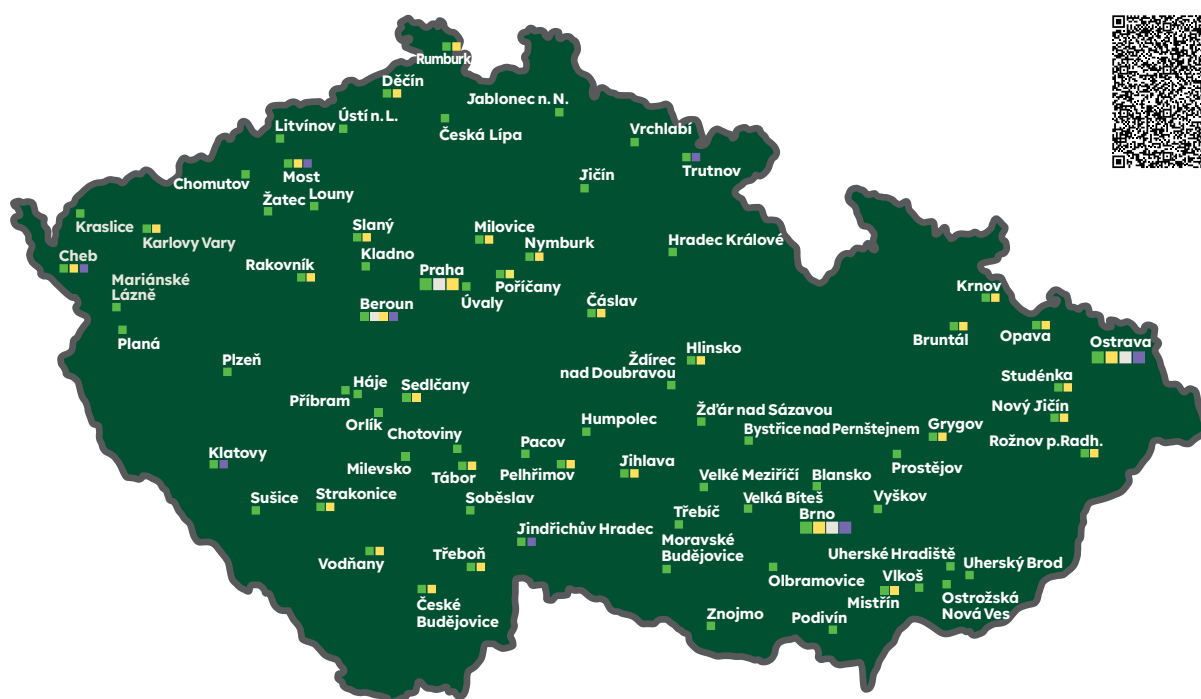 Rumburk
Děčín
Jablonec n. N.
Ústí n. L.
Litvínov
Česká Lípa
Vrchlabí
Most
Trutnov
Chomutov
Jičín
Žatec
Louny
Kraslice
Slaný
Milovice
Karlovy Vary
Nymburk
Hradec Králové
Cheb
Kladno
Rakovník
Praha
Poříčany
Mariánské
Lázně
Krnov
Úvaly
Beroun
Čáslav
Planá
Bruntál
Opava
Ostrava
Hlinsko
Plzeň
Ždírec
nad Doubravou
Studénka
Háje
Sedlčany
Příbram
Nový Jičín
Žďár nad Sázavou
Orlík
Humpolec
Grygov
Bystřice nad Pernštejnem
Chotoviny
Rožnov p.Radh.
Pacov
Klatovy
Jihlava
Milevsko
Prostějov
Tábor
Pelhřimov
Velké Meziříčí
Blansko
Sušice
Strakonice
Soběslav
Velká Bíteš
Vyškov
Třebíč
Brno
Jindřichův Hradec
Moravské
Budějovice
Třeboň
Uherské Hradiště
Vodňany
Uherský Brod
Olbramovice
Vlkoš
České
Budějovice
Mistřín
Ostrožská
Nová Ves
Znojmo
Podivín